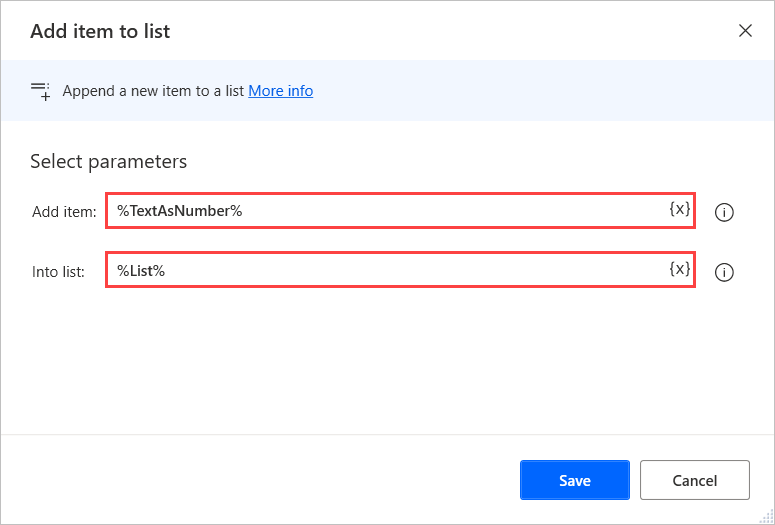 Add item to list
Append a new item to a list More info
Select parameters
Add item: %TextAsNumber% {x}
Into list: %List% {x}
Save Cancel